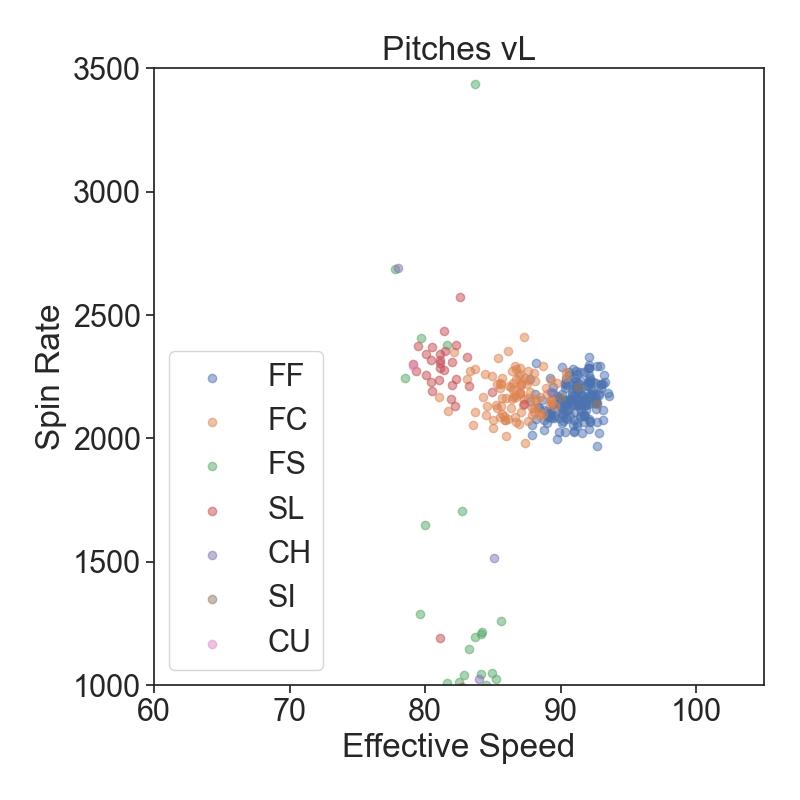 Pitches vL
3500
3000
2500
2000
1500
1000
Spin Rate
FF
FC
FS
SL
CH
SI
CU
60 70 80 90 100
Effective Speed